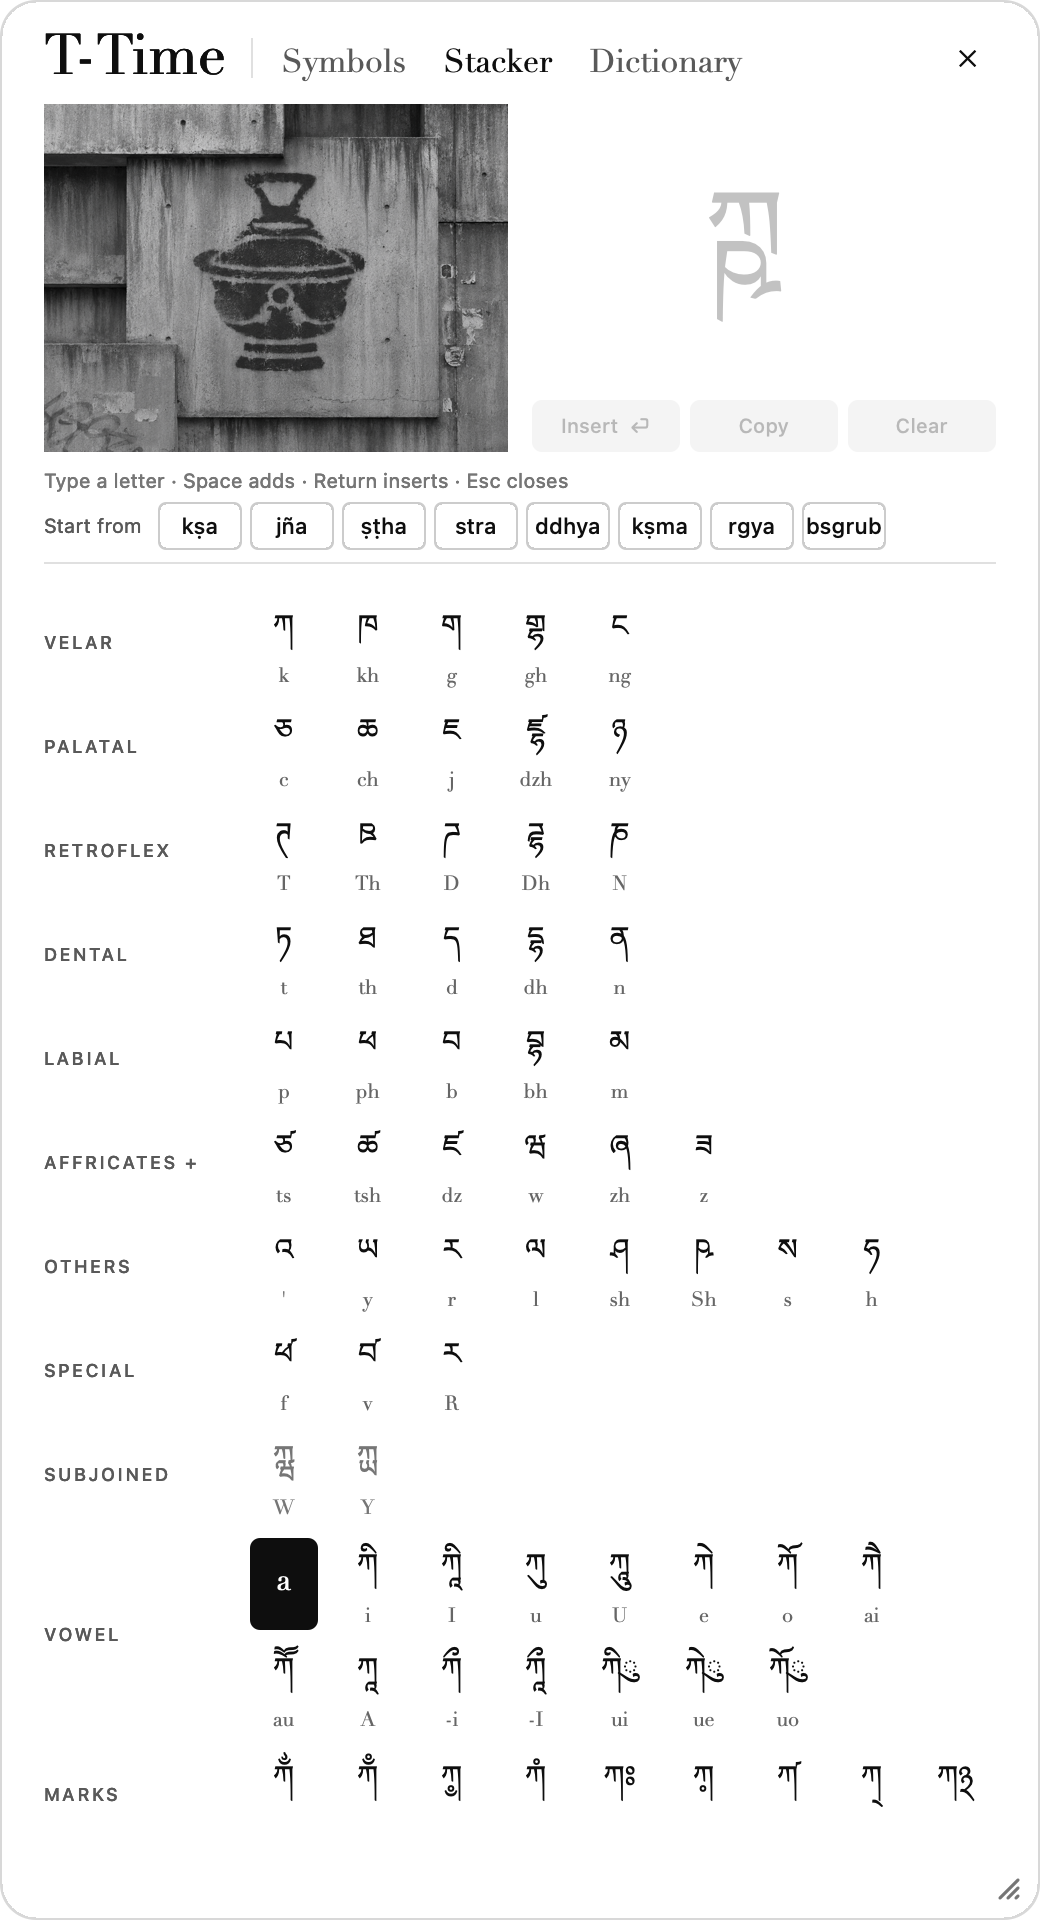 T-Time Symbols Stacker Dictionary
ཀྵ
Insert Copy Clear
Type a letter · Space adds · Return inserts · Esc closes
Start from kṣa jña ṣṭha stra ddhya kṣma rgya bsgrub
VELAR ཀ ཁ ག གྷ ང
k kh g gh ng
PALATAL ཅ ཆ ཇ ཛྷ ཉ
c ch j dzh ny
RETROFLEX ཊ ཋ ཌ ཌྷ ཎ
T Th D Dh N
DENTAL ཏ ཐ ད དྷ ན
t th d dh n
LABIAL པ ཕ བ བྷ མ
p ph b bh m
AFFRICATES + ཙ ཚ ཛ ཝ ཞ ཟ
ts tsh dz w zh z
OTHERS འ ཡ ར ལ ཤ ཥ ས ཧ
' y r l sh Sh s h
SPECIAL ཕ༹ བ༹ ཪ
f v R
SUBJOINED ཀྺ ཀྻ
W Y
VOWEL a ཀི ཀཱི ཀུ ཀཱུ ཀེ ཀོ ཀཻ
i I u U e o ai
ཀཽ ཀཱ ཀྀ ཀཱྀ ཀིུ ཀེུ ཀོུ
au A -i -I ui ue uo
MARKS ཀྃ ཀ༹ ཀ྄